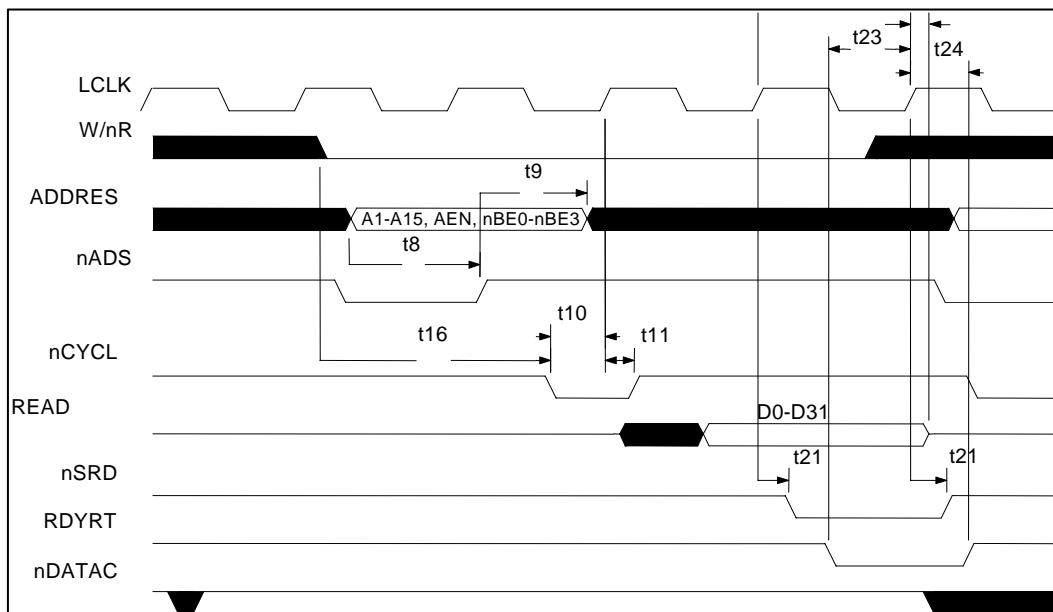 t23
t24
LCLK
W/nR
t9
ADDRES
A1-A15, AEN, nBE0-nBE3
t8
nADS
t10
t16
t11
nCYCL
READ
D0-D31
nSRD
t21
t21
RDYRT
nDATAC